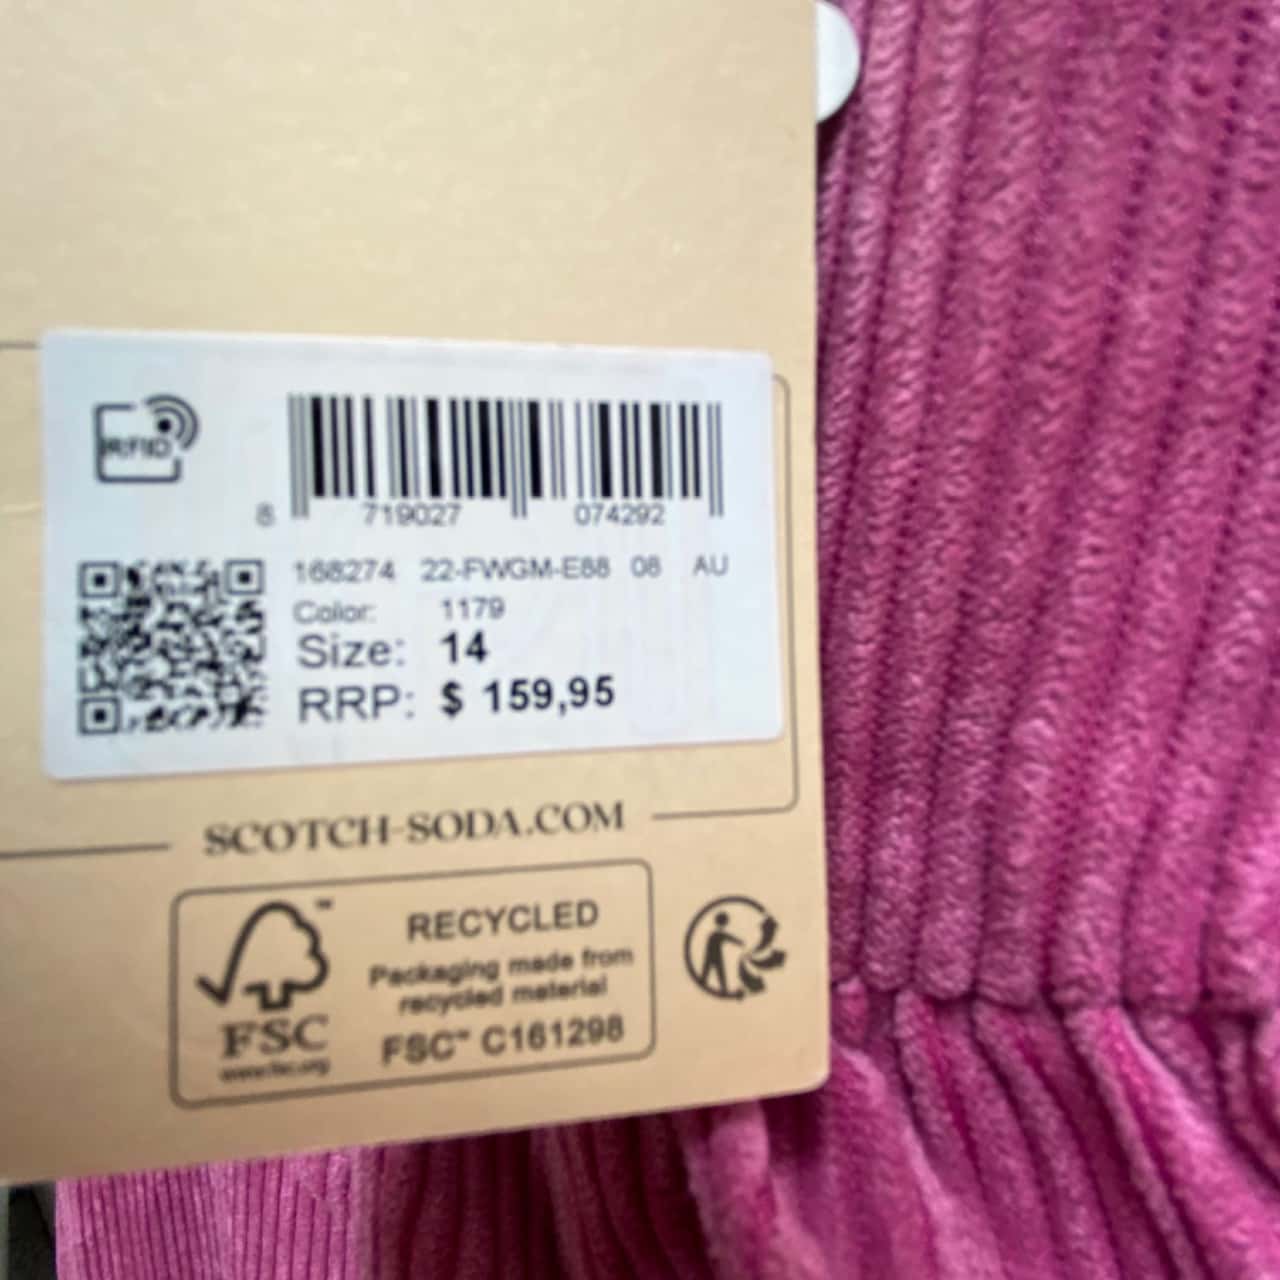 RFID
8 719027 074292
168274 22-FWGM-E88 08 AU
Color: 1179
Size: 14
RRP: $ 159,95
SCOTCH-SODA.COM
RECYCLED
Packaging made from
recycled material
FSC™ C161298
FSC
www.fsc.org